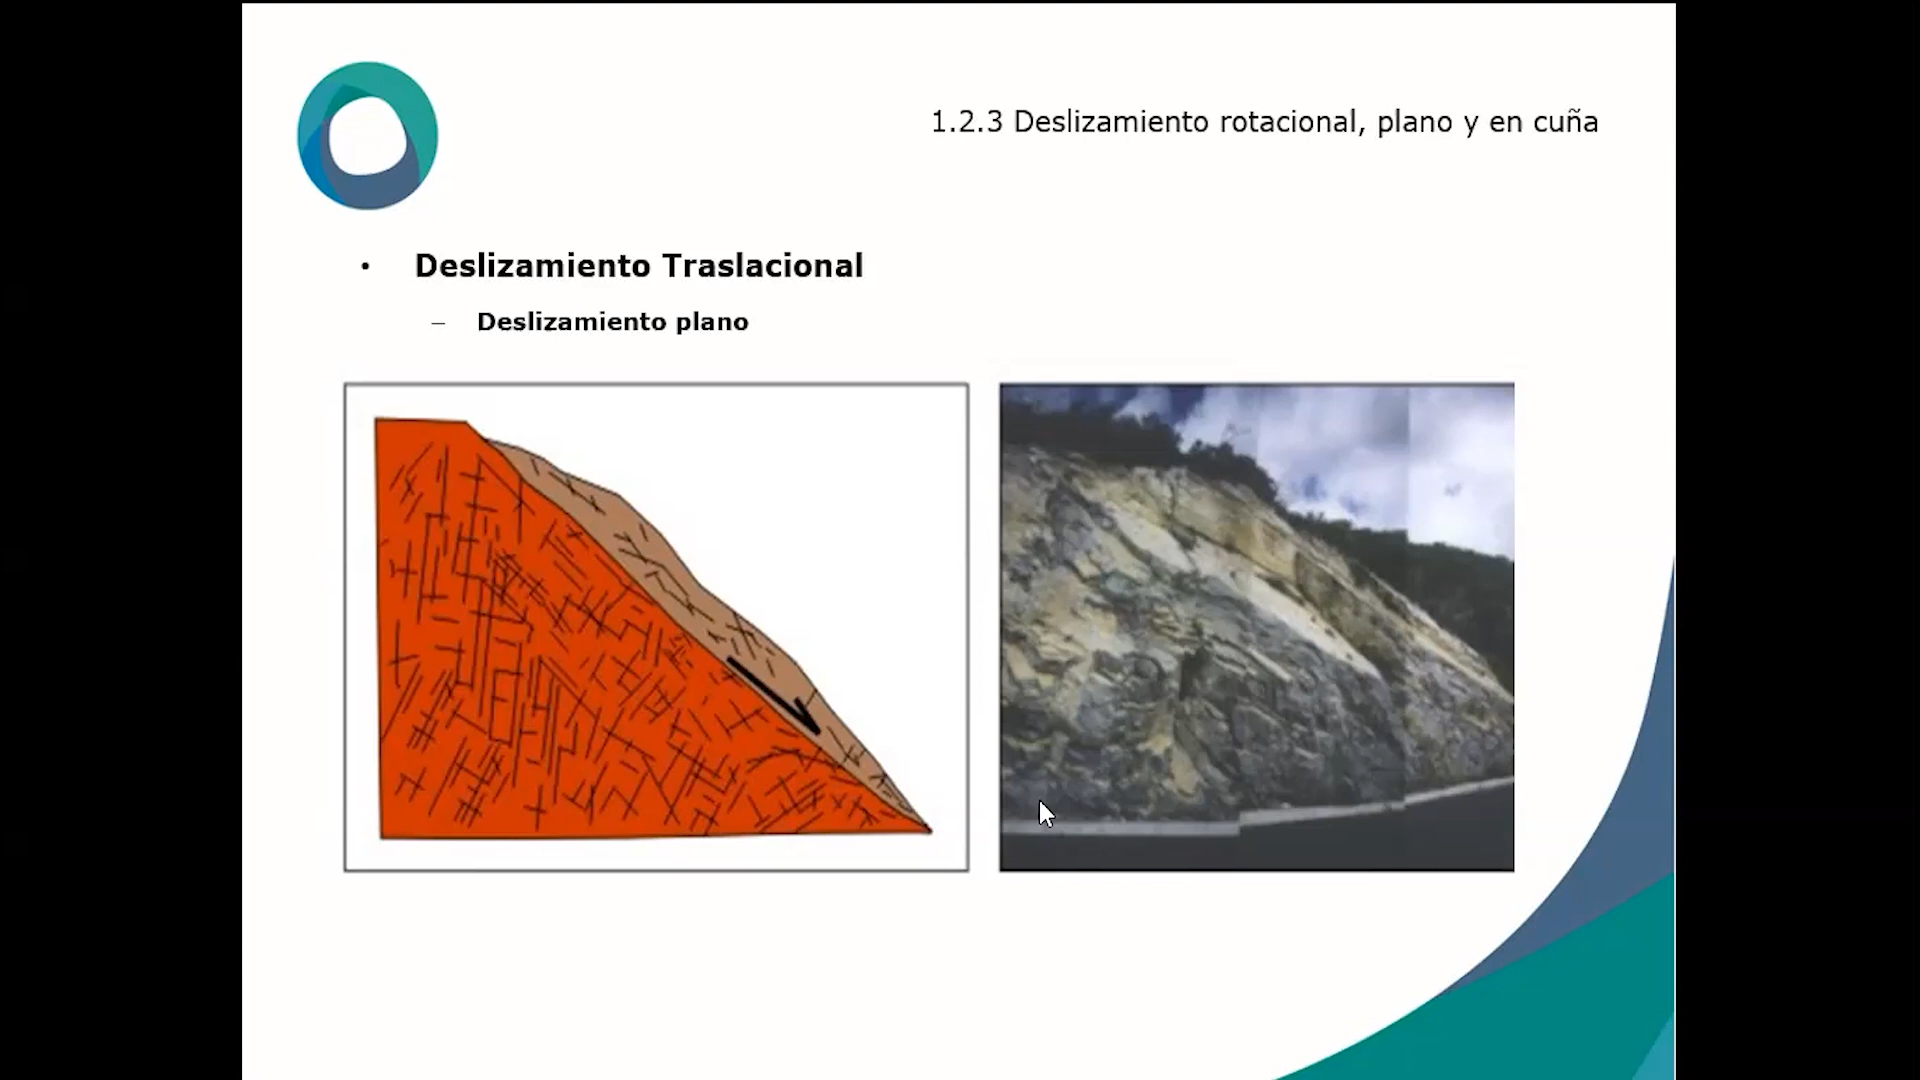 1.2.3 Deslizamiento rotacional, plano y en cuña
• Deslizamiento Traslacional
– Deslizamiento plano